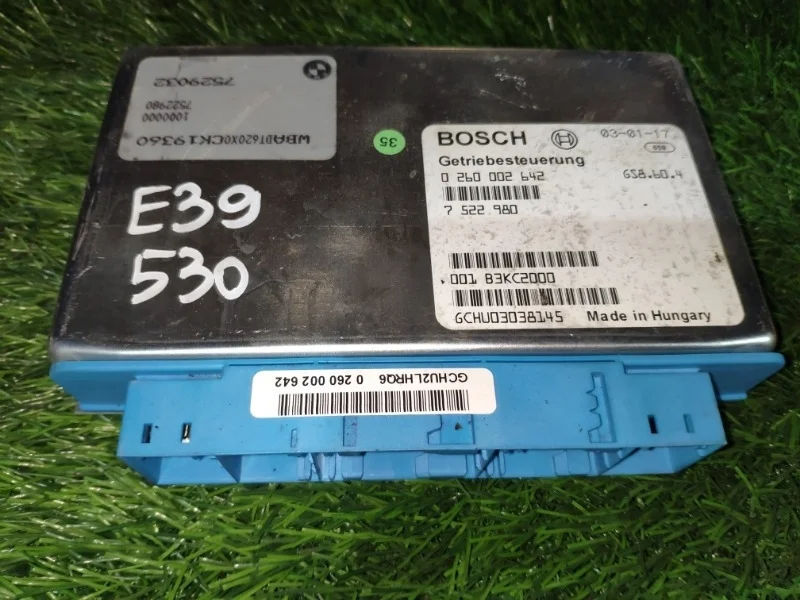 WBADT620X0CK19360
1000000
7522980
7529032
35
BOSCH
03-01-17
Getriebesteuerung
0 260 002 642
GS8.60.4
7 522 980
001 B3KC2000
GCHU03038145
Made in Hungary
E39
530
GCHU2LHRQ6 0 260 002 642